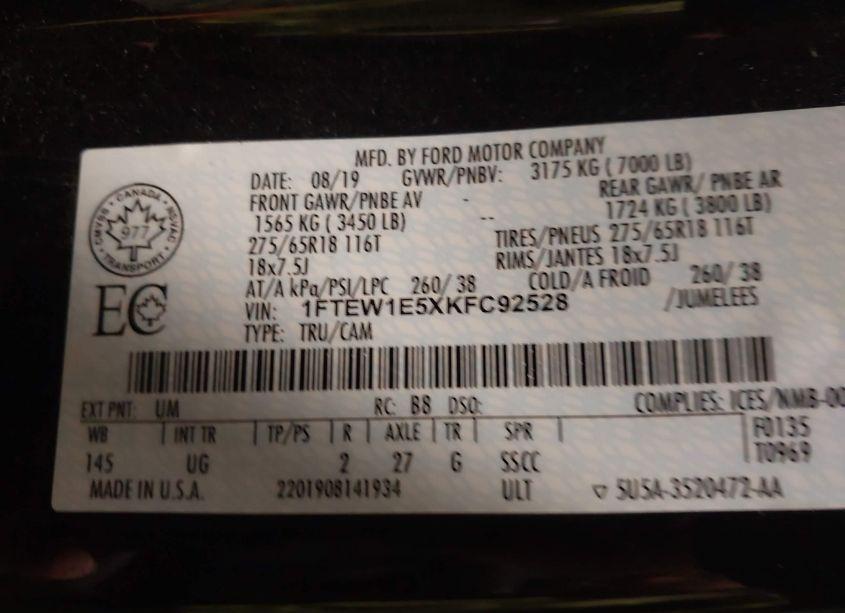 MFD. BY FORD MOTOR COMPANY
DATE: 08/19 GVWR/PNBV: 3175 KG ( 7000 LB)
FRONT GAWR/PNBE AV - REAR GAWR/ PNBE AR
1565 KG ( 3450 LB) -- 1724 KG ( 3800 LB)
275/65R18 116T TIRES/PNEUS 275/65R18 116T
18x7.5J RIMS/JANTES 18x7.5J
AT/A kPa/PSI/LPC 260/ 38 COLD/A FROID 260/ 38
VIN: 1FTEW1E5XKFC92528 /JUMELEES
TYPE: TRU/CAM
CANADA
977
TRANSPORT
EC
EXT PNT: UM RC: B8 DSO: COMPLIES: ICES/NMB-00
WB INT TR TP/PS R AXLE TR SPR F0135
145 UG 2 27 G SSCC T0969
MADE IN U.S.A. 2201908141934 ULT 5U5A-3520472-AA